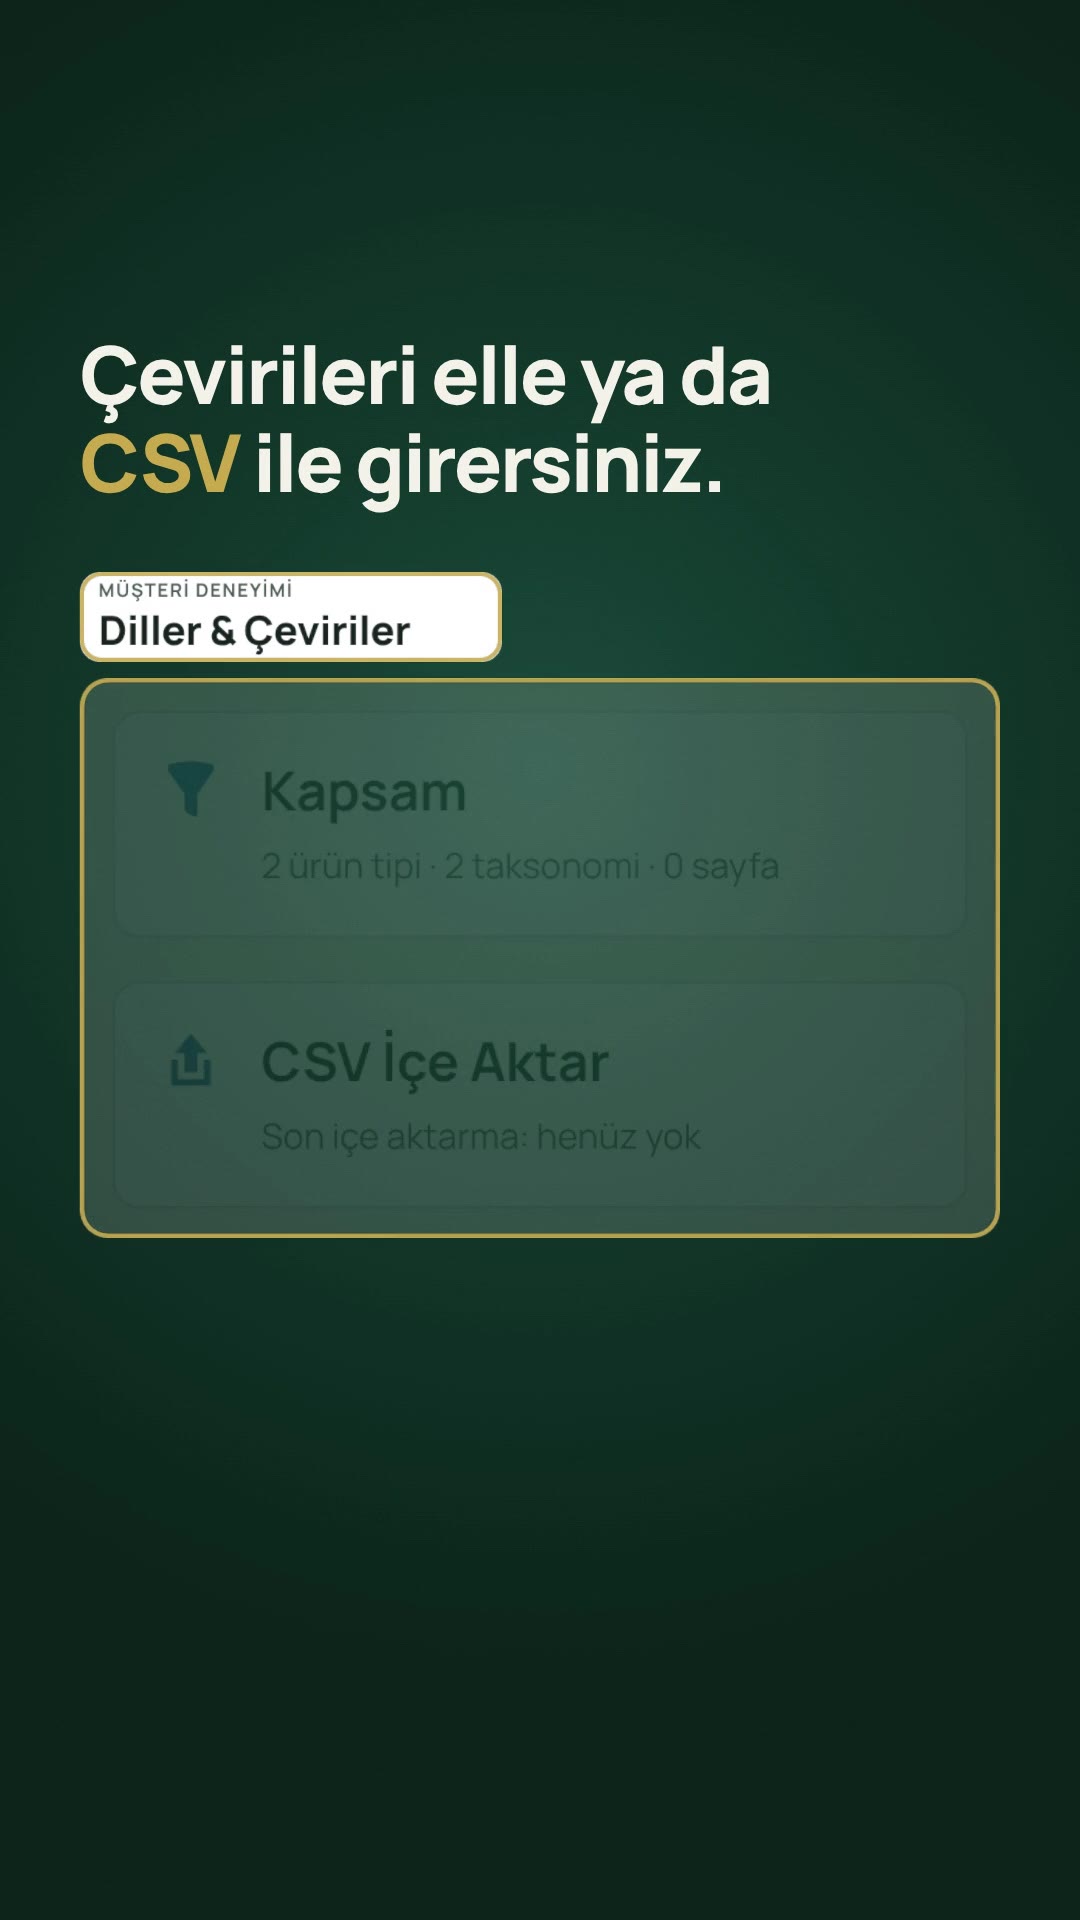 Çevirileri elle ya da
CSV ile girersiniz.
MÜŞTERİ DENEYİMİ
Diller & Çeviriler
Kapsam
2 ürün tipi · 2 taksonomi · 0 sayfa
CSV İçe Aktar
Son içe aktarma: henüz yok